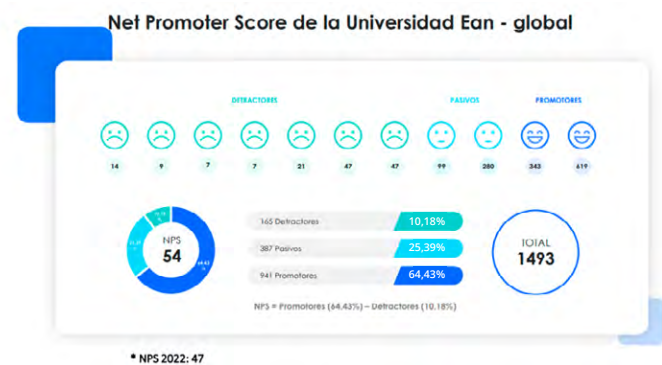 Net Promoter Score de la Universidad Ean - global
DETRACTORES PASIVOS PROMOTORES
14 9 7 7 21 47 47 99 280 343 619
NPS
54
165 Detractores 10,18%
387 Pasivos 25,39%
941 Promotores 64,43%
TOTAL
1493
NPS = Promotores (64.43%) – Detractores (10.18%)
* NPS 2022: 47